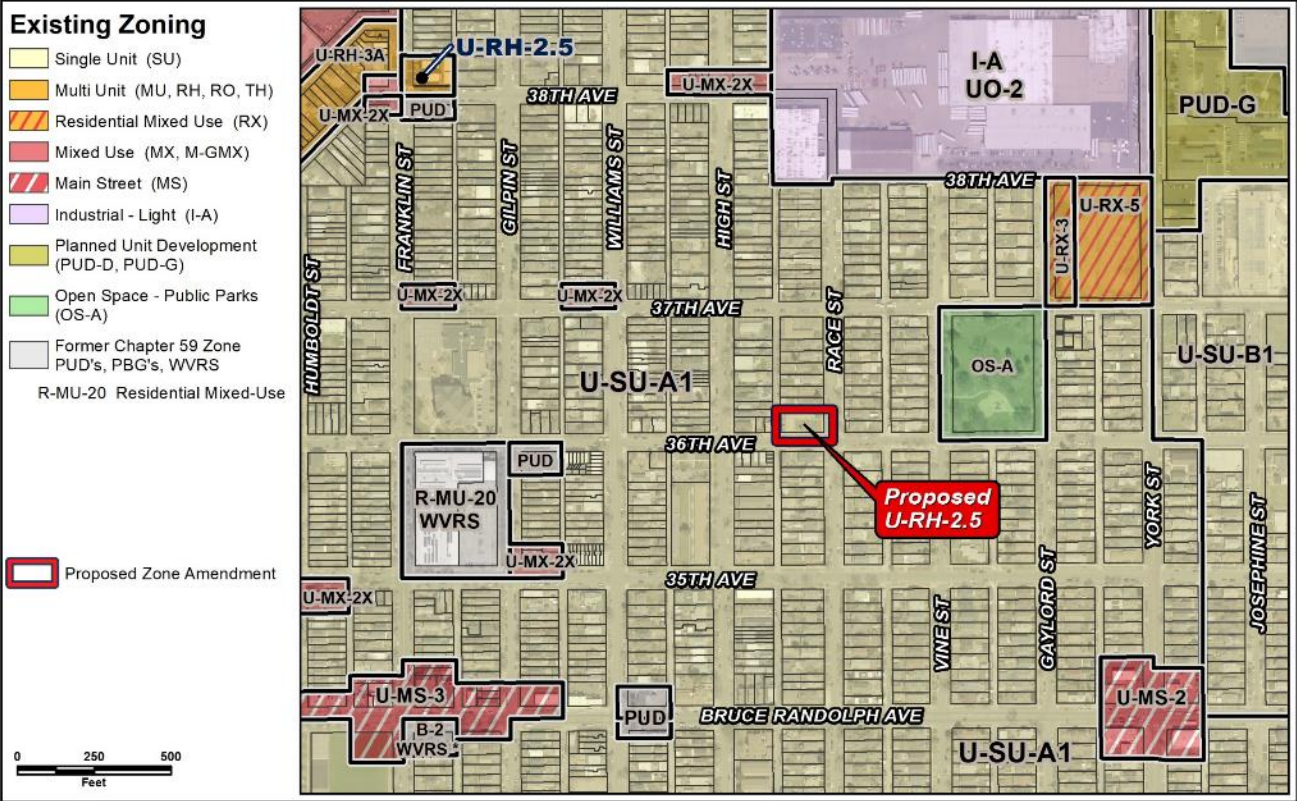 Existing Zoning
Single Unit (SU)
Multi Unit (MU, RH, RO, TH)
Residential Mixed Use (RX)
Mixed Use (MX, M-GMX)
Main Street (MS)
Industrial - Light (I-A)
Planned Unit Development
(PUD-D, PUD-G)
Open Space - Public Parks
(OS-A)
Former Chapter 59 Zone
PUD's, PBG's, WVRS
R-MU-20 Residential Mixed-Use
Proposed Zone Amendment
0 250 500
Feet
U-RH-3A
U-RH-2.5
U-MX-2X
PUD
38TH AVE
U-MX-2X
I-A
UO-2
PUD-G
FRANKLIN ST
GILPIN ST
WILLIAMS ST
HIGH ST
38TH AVE
U-RX-3
U-RX-5
HUMBOLDT ST
U-MX-2X
U-MX-2X
37TH AVE
RACE ST
U-SU-A1
OS-A
U-SU-B1
36TH AVE
PUD
R-MU-20
WVRS
Proposed
U-RH-2.5
U-MX-2X
35TH AVE
U-MX-2X
VINE ST
GAYLORD ST
YORK ST
JOSEPHINE ST
U-MS-3
B-2
WVRS *
PUD
BRUCE RANDOLPH AVE
U-MS-2
U-SU-A1